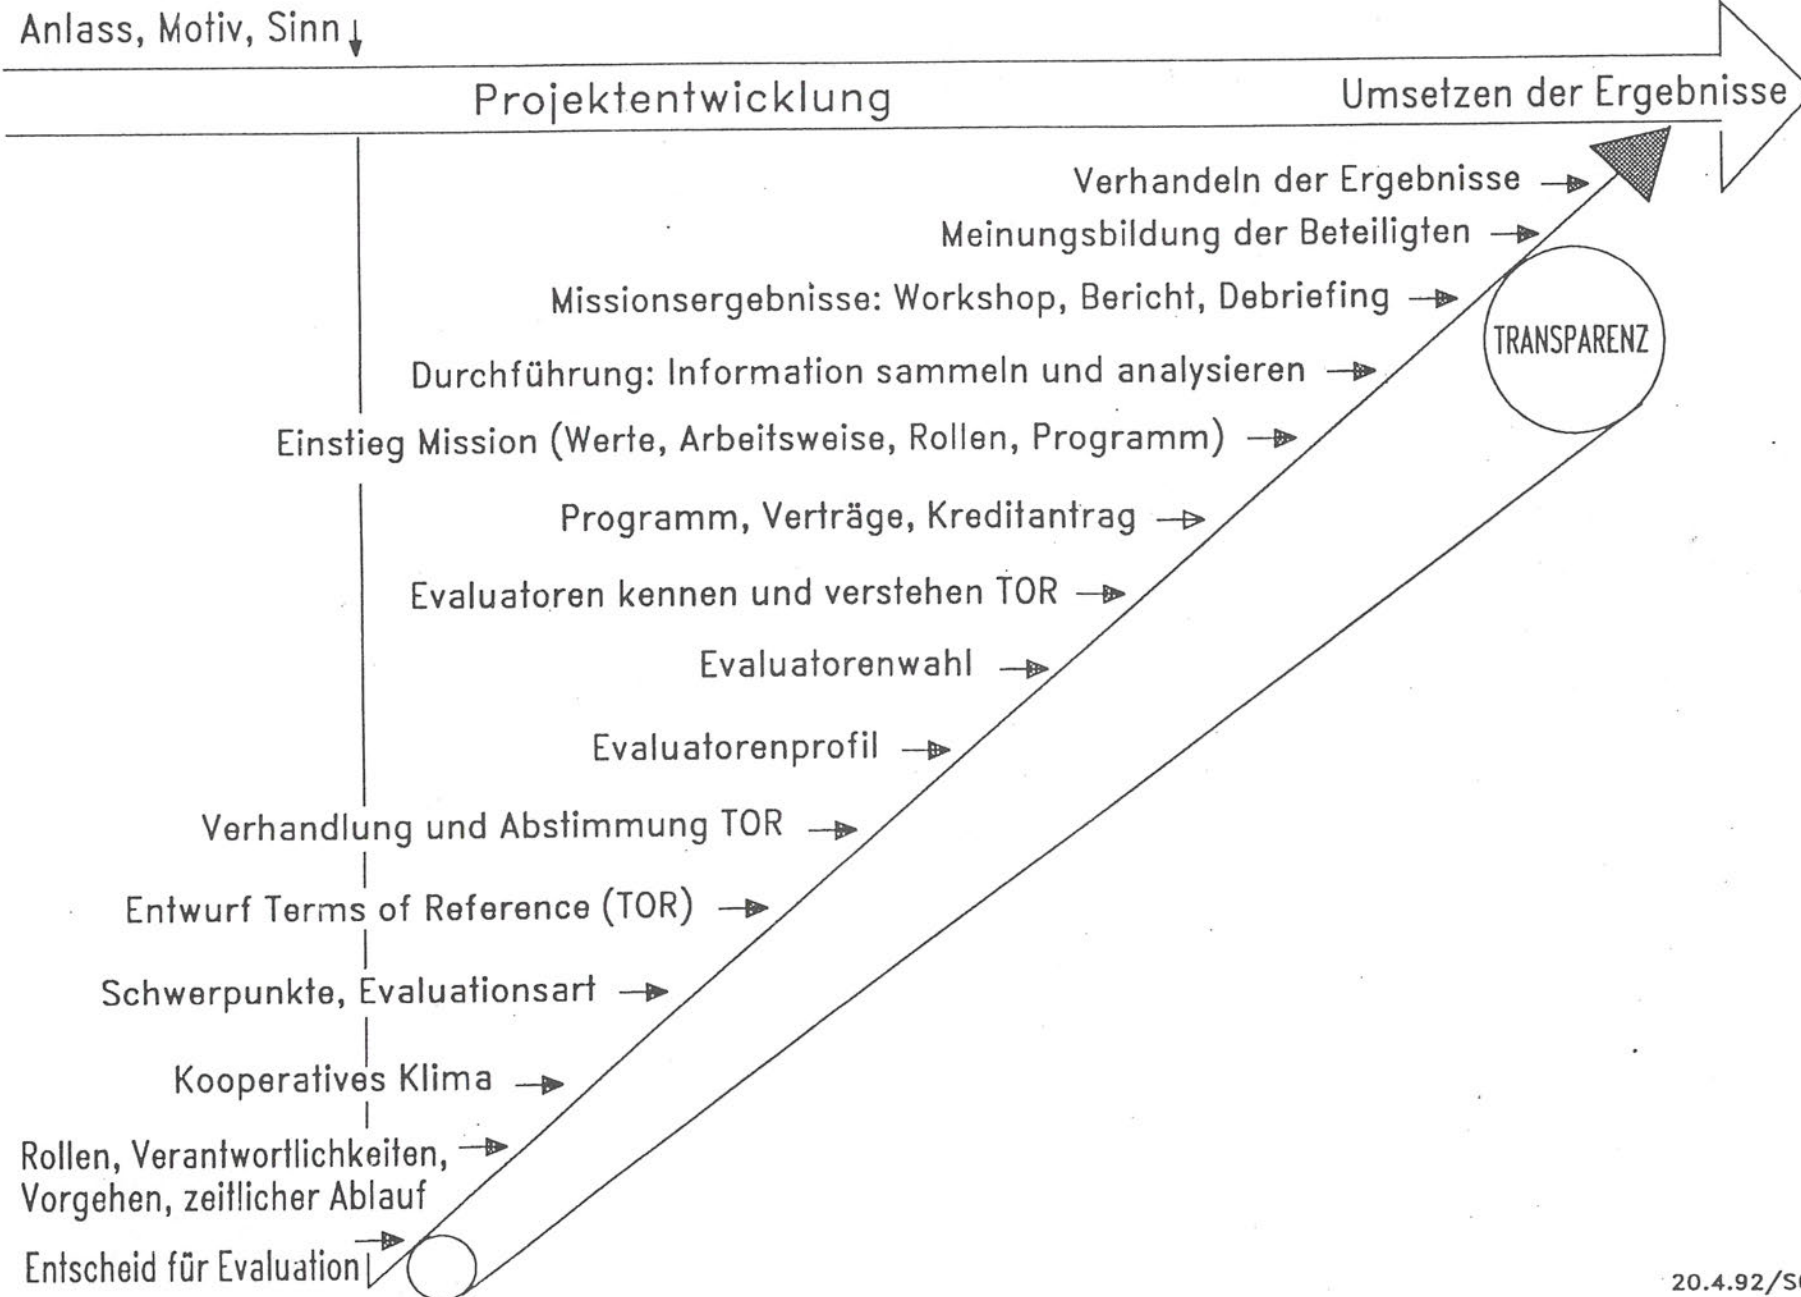 Anlass, Motiv, Sinn
Projektentwicklung
Umsetzen der Ergebnisse
Verhandeln der Ergebnisse
Meinungsbildung der Beteiligten
Missionsergebnisse: Workshop, Bericht, Debriefing
TRANSPARENZ
Durchführung: Information sammeln und analysieren
Einstieg Mission (Werte, Arbeitsweise, Rollen, Programm)
Programm, Verträge, Kreditantrag
Evaluatoren kennen und verstehen TOR
Evaluatorenwahl
Evaluatorenprofil
Verhandlung und Abstimmung TOR
Entwurf Terms of Reference (TOR)
Schwerpunkte, Evaluationsart
Kooperatives Klima
Rollen, Verantwortlichkeiten,
Vorgehen, zeitlicher Ablauf
Entscheid für Evaluation
20.4.92/